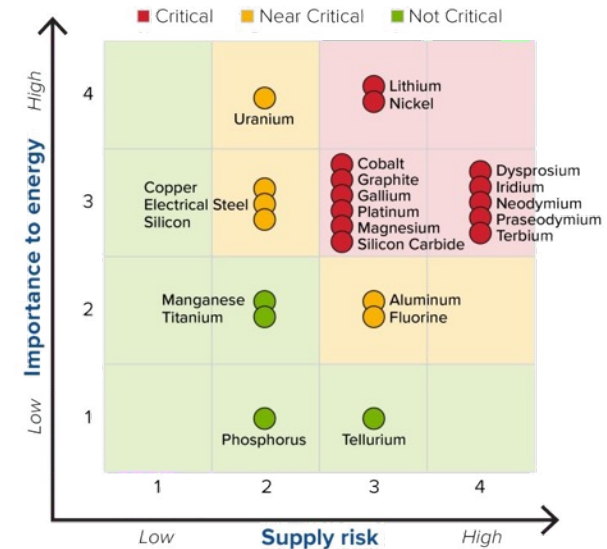 Critical
Near Critical
Not Critical
High
4
Lithium
Nickel
Uranium
Importance to energy
3
Copper
Electrical Steel
Silicon
Cobalt
Graphite
Gallium
Platinum
Magnesium
Silicon Carbide
Dysprosium
Iridium
Neodymium
Praseodymium
Terbium
2
Manganese
Titanium
Aluminum
Fluorine
Low
1
Phosphorus
Tellurium
1
2
3
4
Low
Supply risk
High